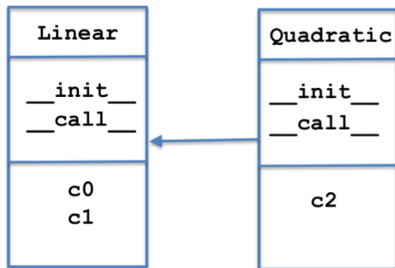 Linear
__init__
__call__
c0
c1
Quadratic
__init__
__call__
c2